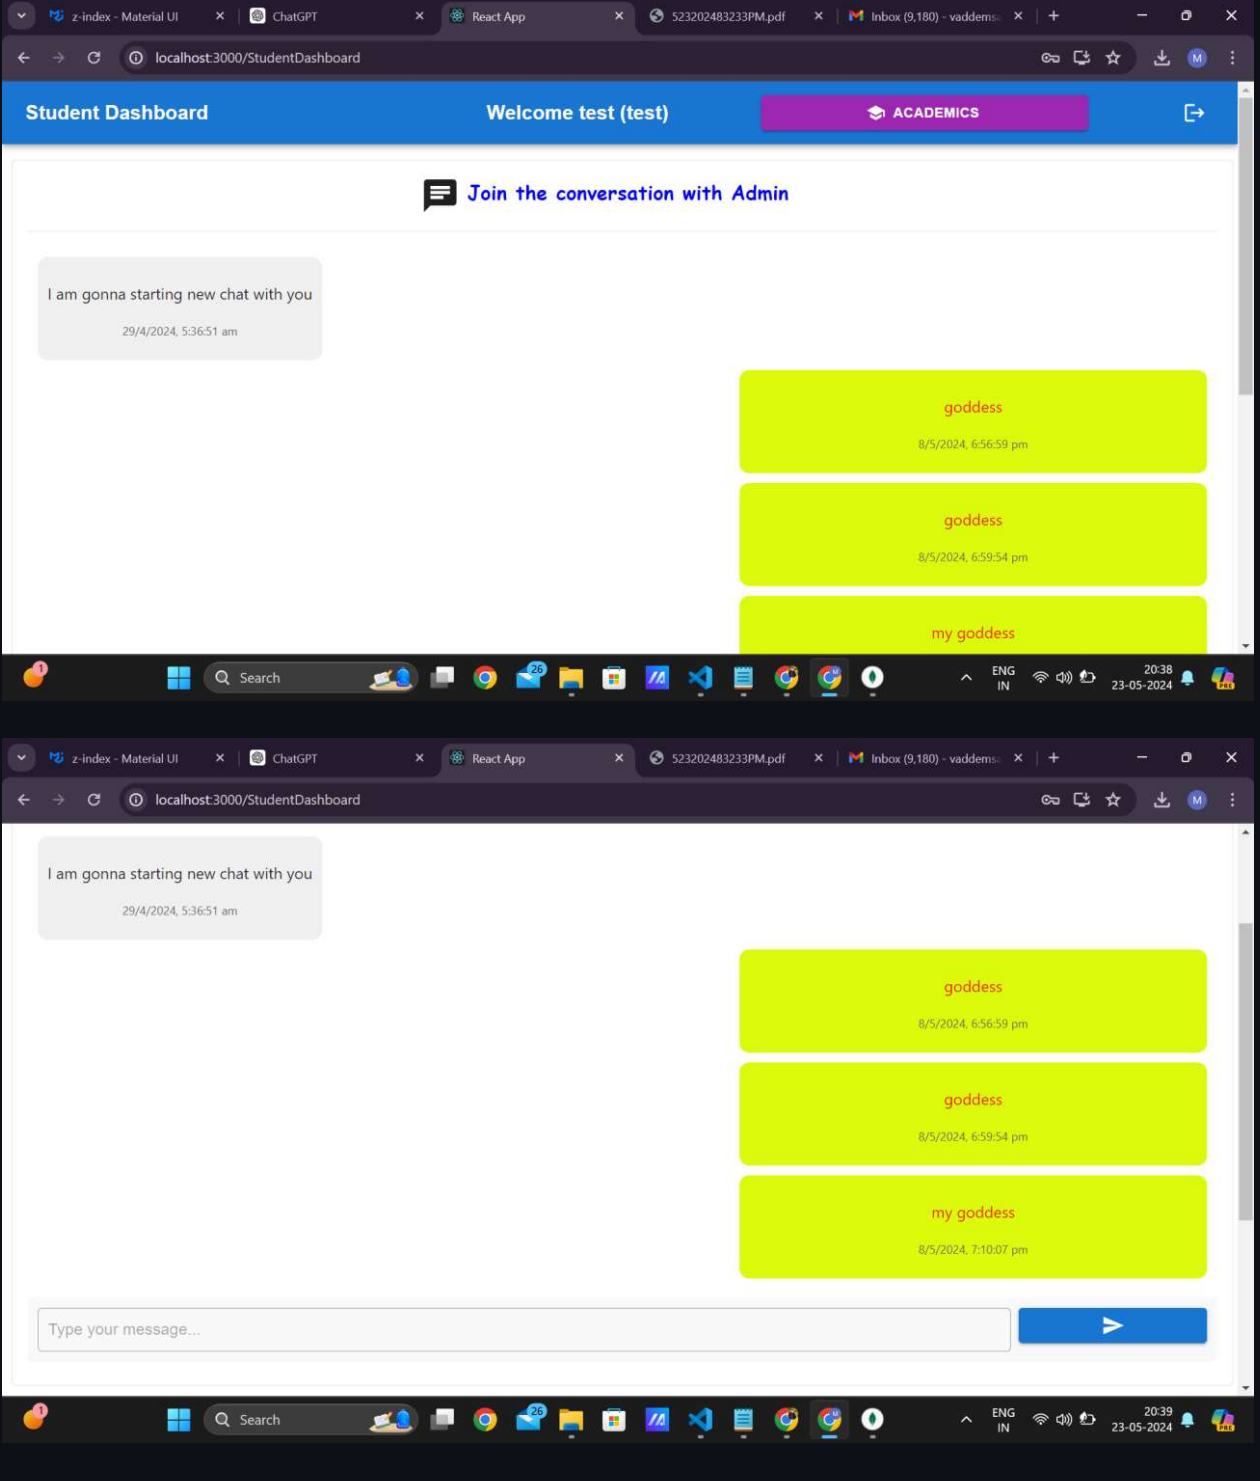 z-index - Material UI
ChatGPT
React App
523202483233PM.pdf
Inbox (9,180) - vaddems
localhost:3000/StudentDashboard
M
Student Dashboard
Welcome test (test)
ACADEMICS
Join the conversation with Admin
I am gonna starting new chat with you
29/4/2024, 5:36:51 am
goddess
8/5/2024, 6:56:59 pm
goddess
8/5/2024, 6:59:54 pm
my goddess
1
Search
26
ENG
IN
20:38
23-05-2024
PRE
z-index - Material UI
ChatGPT
React App
523202483233PM.pdf
Inbox (9,180) - vaddems
localhost:3000/StudentDashboard
M
I am gonna starting new chat with you
29/4/2024, 5:36:51 am
goddess
8/5/2024, 6:56:59 pm
goddess
8/5/2024, 6:59:54 pm
my goddess
8/5/2024, 7:10:07 pm
Type your message...
1
Search
26
ENG
IN
20:39
23-05-2024
PRE